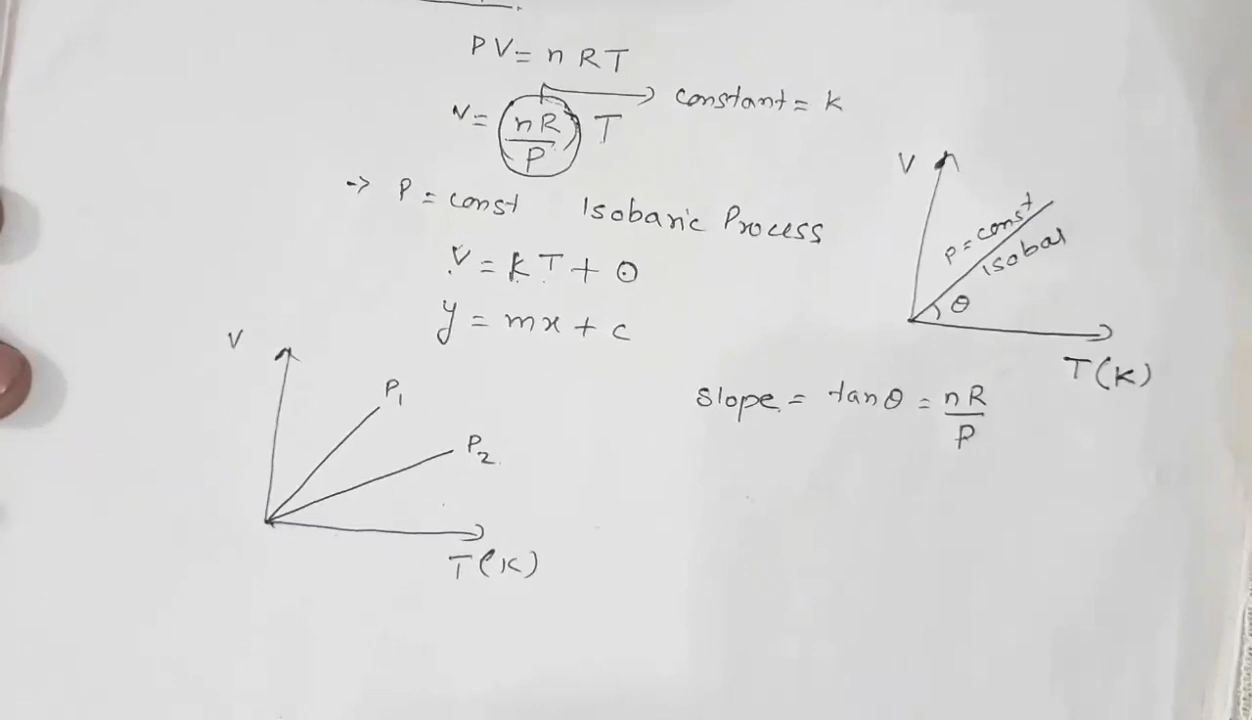 PV = nRT
V = (nR/P) T → constant = k
→ P = const Isobaric Process
V = kT + 0
y = mx + c
V
P = const
isobar
θ
T(K)
slope = tanθ = nR/P
V
P₁
P₂
T(K)